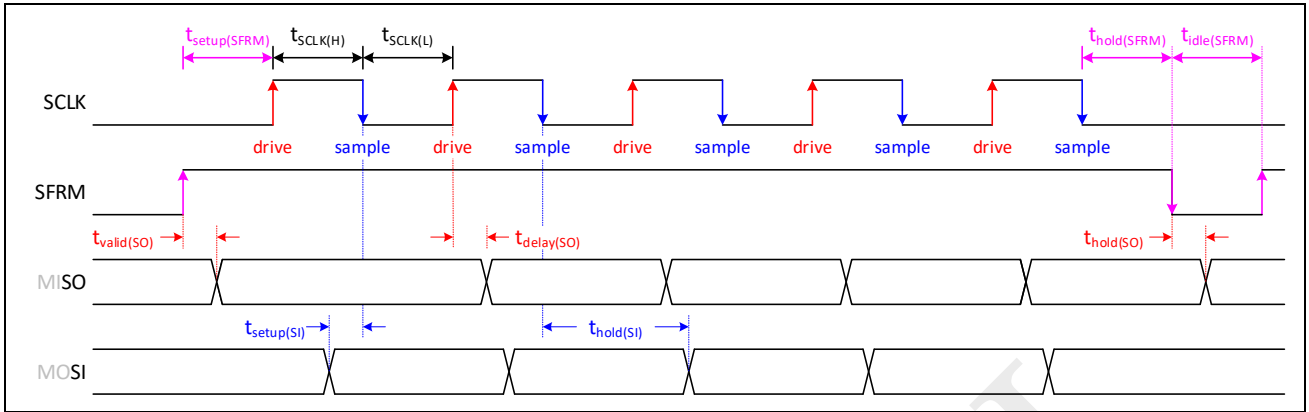 tsetup(SFRM) tSCLK(H) tSCLK(L) thold(SFRM) tidle(SFRM)
SCLK
drive sample drive sample drive sample drive sample drive sample
SFRM
tvalid(SO) tdelay(SO) thold(SO)
MISO
tsetup(SI) thold(SI)
MOSI